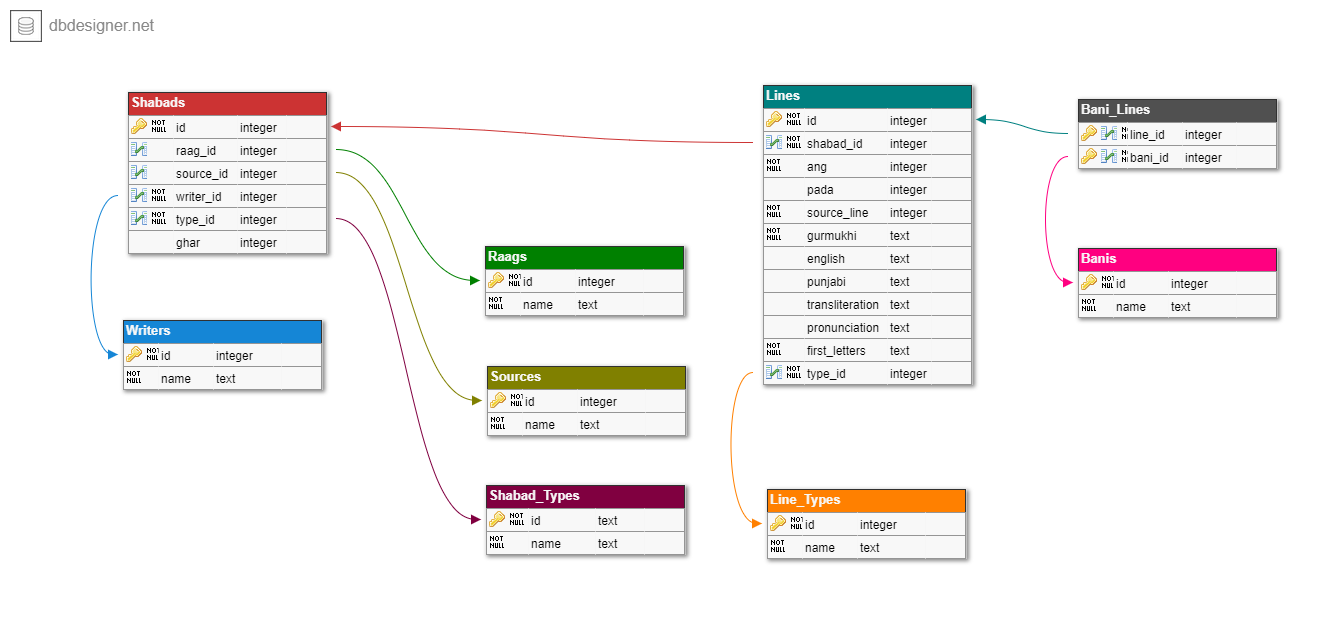 dbdesigner.net
Shabads
NOT NULL id integer
raag_id integer
source_id integer
NOT NULL writer_id integer
NOT NULL type_id integer
ghar integer
Writers
NOT NULL id integer
NOT NULL name text
Raags
NOT NULL id integer
NOT NULL name text
Sources
NOT NULL id integer
NOT NULL name text
Shabad_Types
NOT NULL id text
NOT NULL name text
Lines
NOT NULL id integer
NOT NULL shabad_id integer
NOT NULL ang integer
pada integer
NOT NULL source_line integer
NOT NULL gurmukhi text
english text
punjabi text
transliteration text
pronunciation text
NOT NULL first_letters text
NOT NULL type_id integer
Line_Types
NOT NULL id integer
NOT NULL name text
Bani_Lines
line_id integer
bani_id integer
Banis
NOT NULL id integer
NOT NULL name text